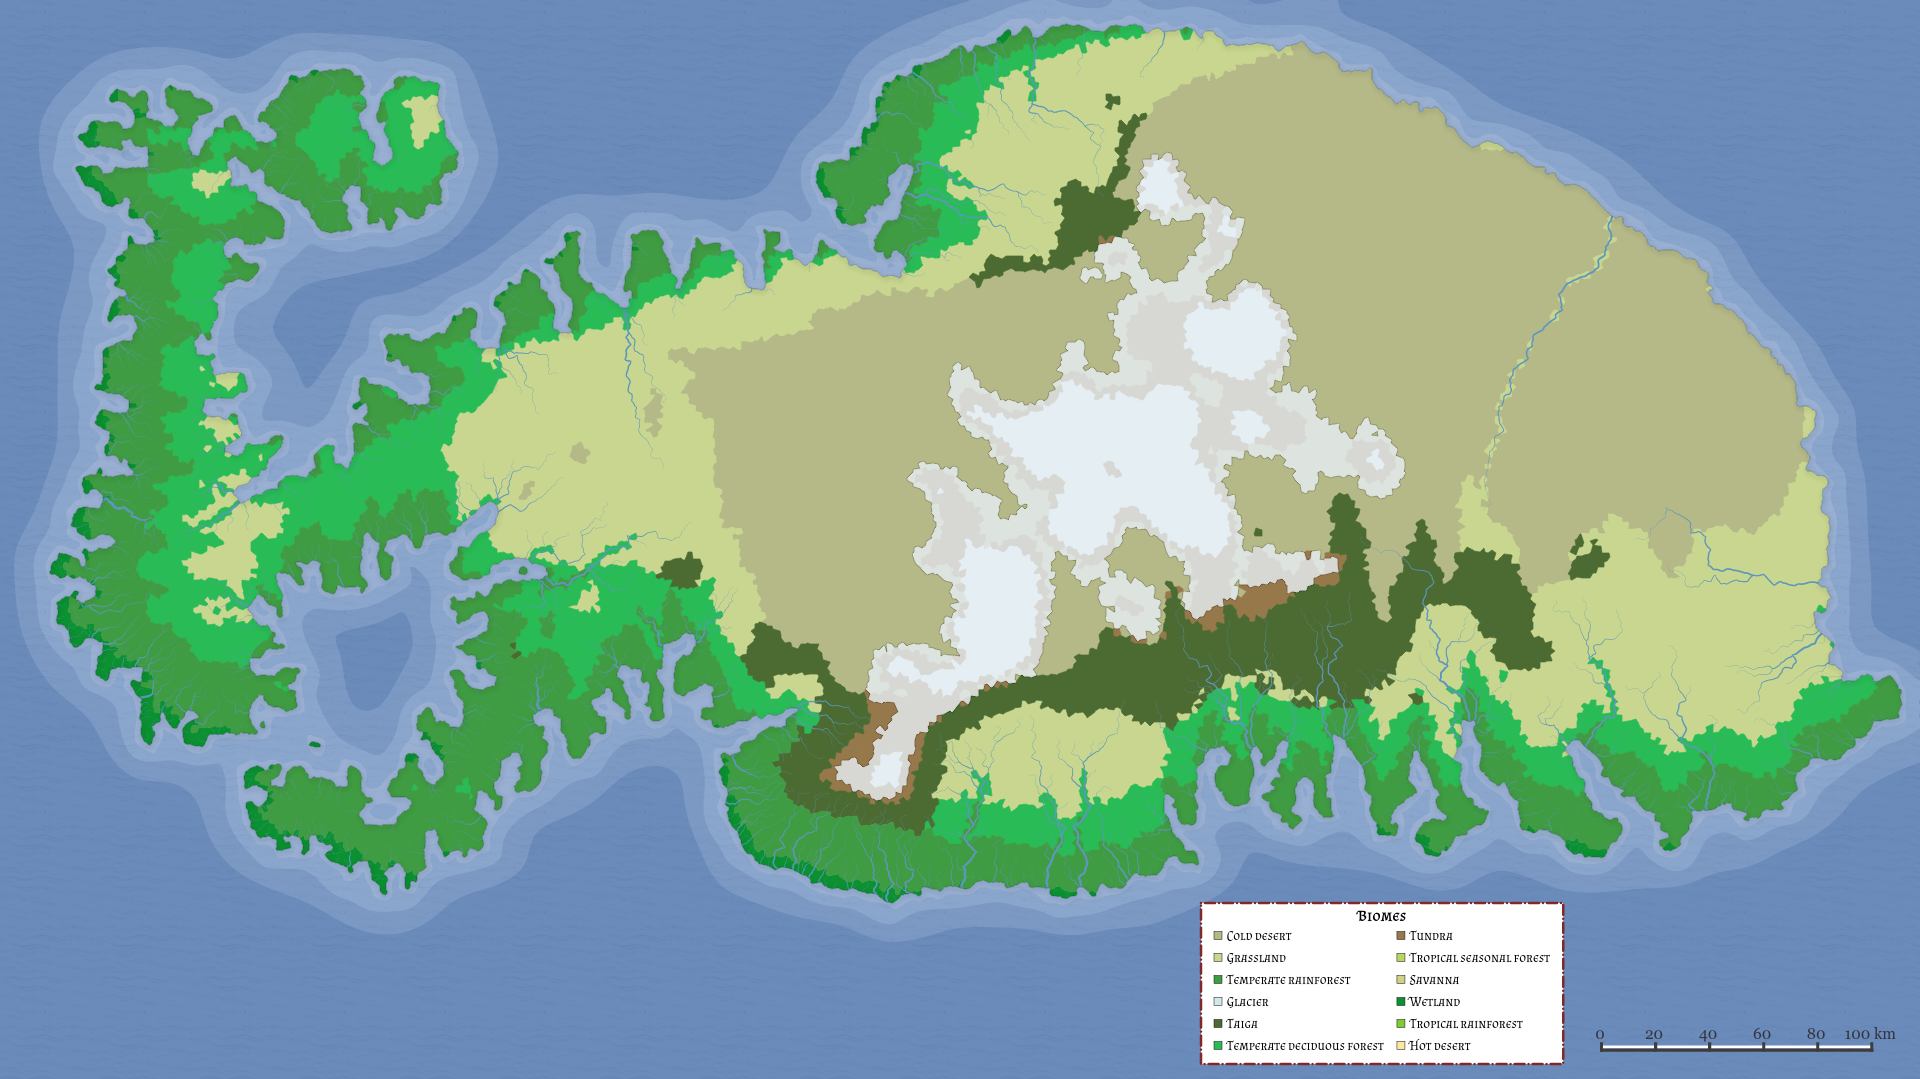 Biomes
Cold desert
Grassland
Temperate rainforest
Glacier
Taiga
Temperate deciduous forest
Tundra
Tropical seasonal forest
Savanna
Wetland
Tropical rainforest
Hot desert
0 20 40 60 80 100 km